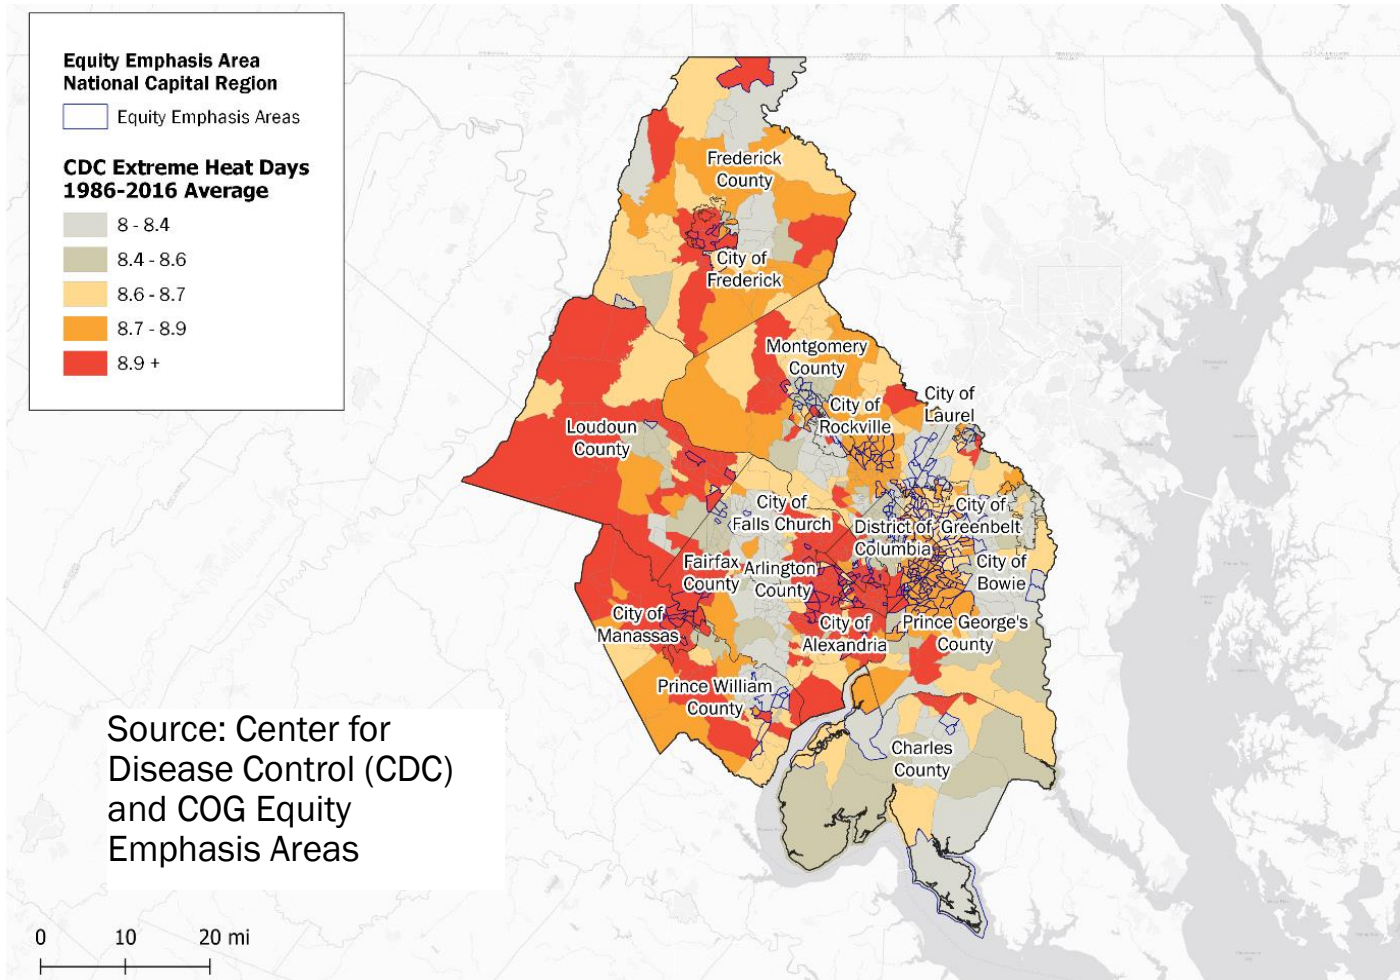 Equity Emphasis Area
National Capital Region
Equity Emphasis Areas
CDC Extreme Heat Days
1986-2016 Average
8 - 8.4
8.4 - 8.6
8.6 - 8.7
8.7 - 8.9
8.9 +
Frederick
County
City of
Frederick
Montgomery
County
City of
Rockville
City of
Laurel
Loudoun
County
City of
Falls Church
District of
Columbia
City of
Greenbelt
Fairfax
County
Arlington
County
City of
Bowie
City of
Manassas
City of
Alexandria
Prince George's
County
Prince William
County
Charles
County
Source: Center for
Disease Control (CDC)
and COG Equity
Emphasis Areas
0 10 20 mi